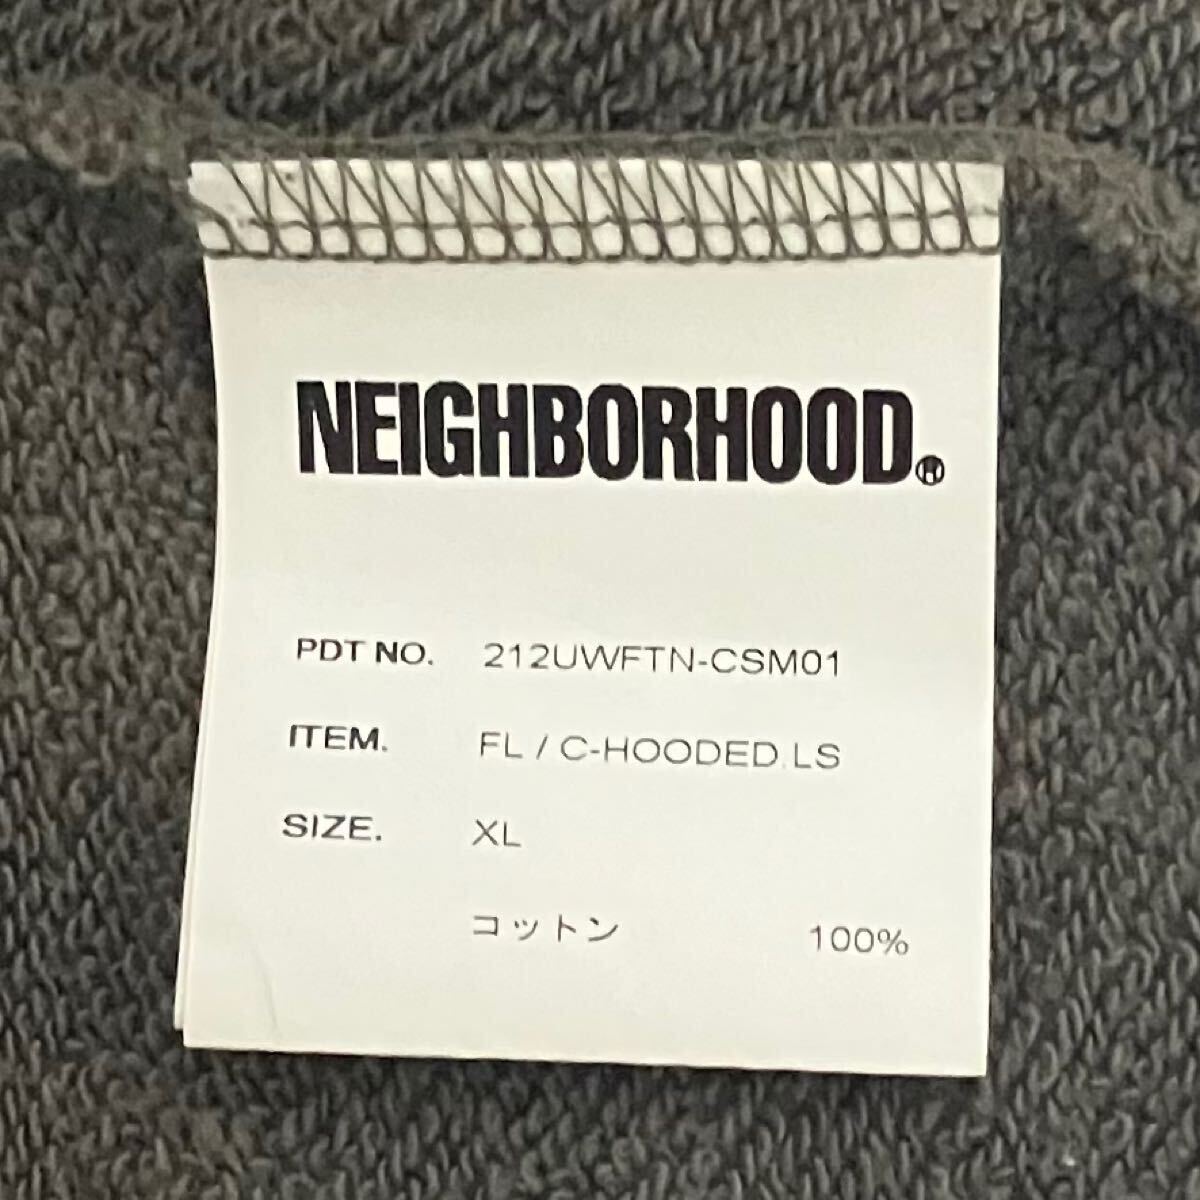 NEIGHBORHOOD®
PDT NO. 212UWFTN-CSM01
ITEM. FL / C-HOODED.LS
SIZE. XL
コットン 100%